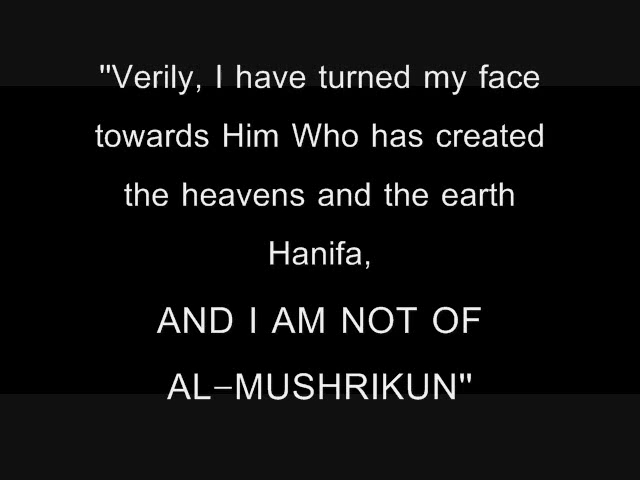 "Verily, I have turned my face
towards Him Who has created
the heavens and the earth
Hanifa,
AND I AM NOT OF
AL-MUSHRIKUN"